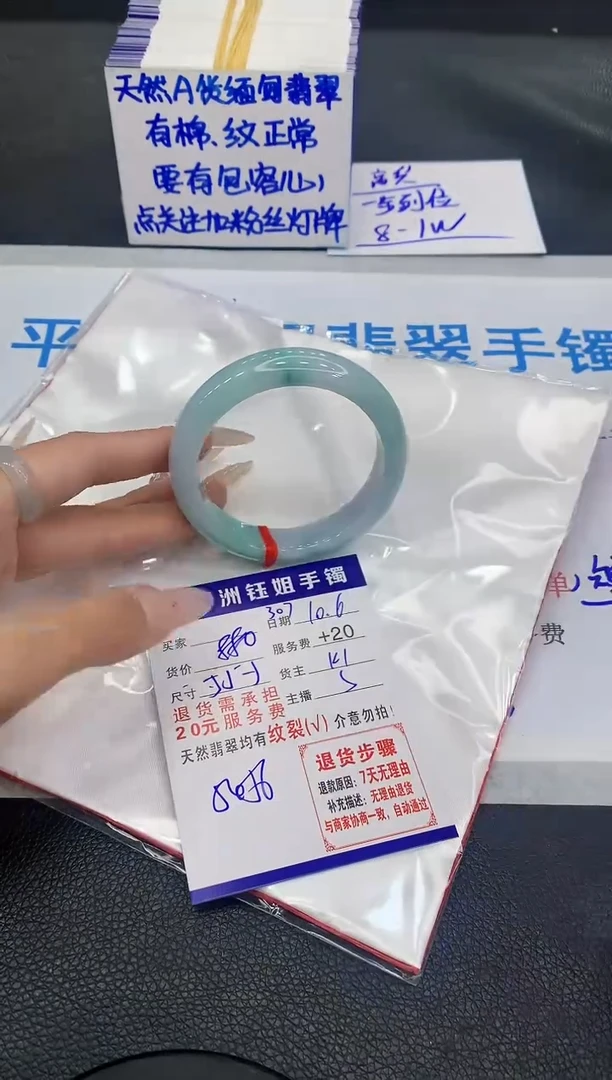 天然A货缅甸翡翠
有棉、纹正常
要有包容心,
点关注加粉丝灯牌
高货
一手到位
8-1W
平
翡翠手镯
洲钰姐手镯
307
买家
日期 10.6
货价 880
服务费 +20
尺寸
货主 K1
主播 5
退货需承担
20元服务费
天然翡翠均有纹裂(√)介意勿拍!
退货步骤
退款原因:7天无理由
补充描述:无理由退货
与商家协商一致,自动通过
单
费